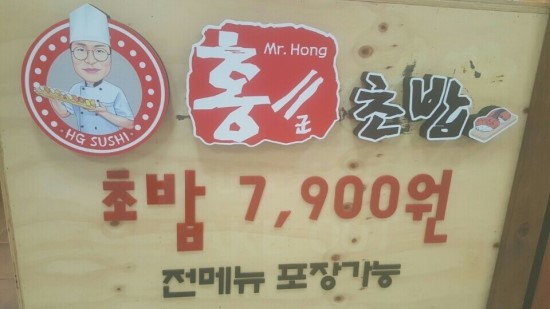 HG SUSHI
Mr. Hong
홍's 군 초밥
초밥 7,900원
전메뉴 포장가능